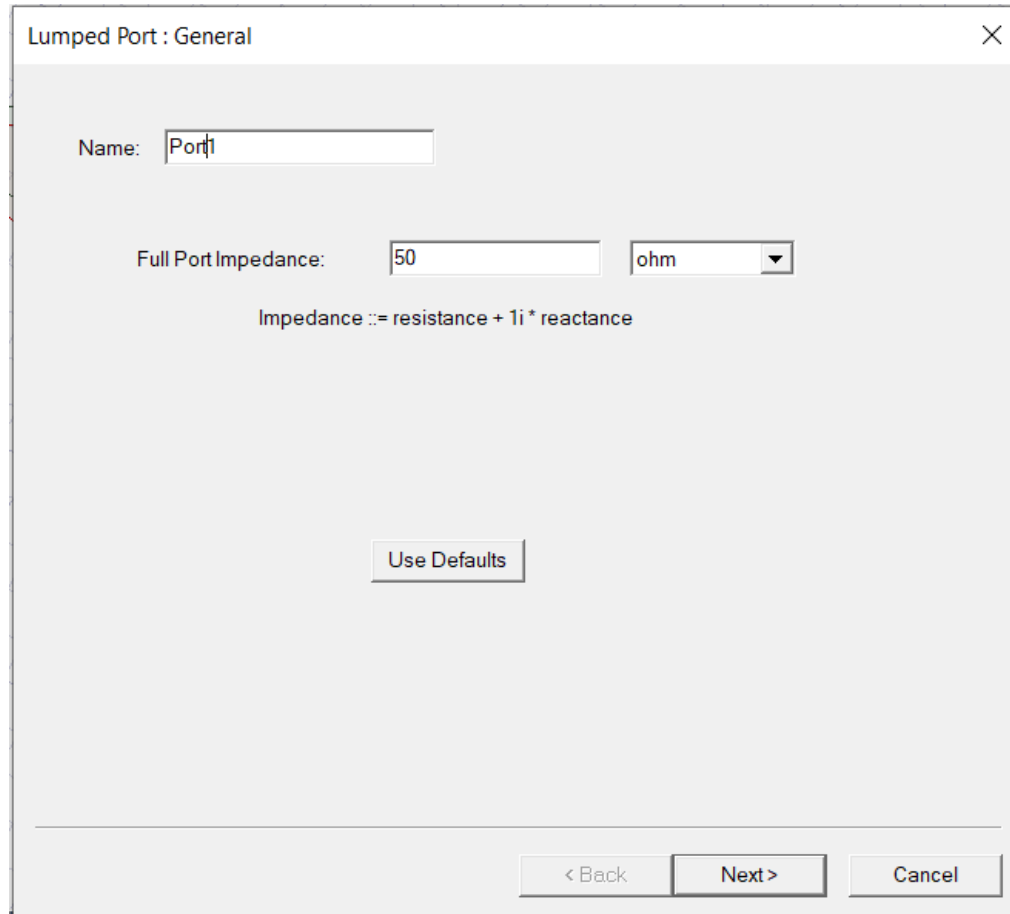 Lumped Port : General
Name: Port1
Full Port Impedance: 50 ohm
Impedance ::= resistance + 1i * reactance
Use Defaults
< Back Next > Cancel